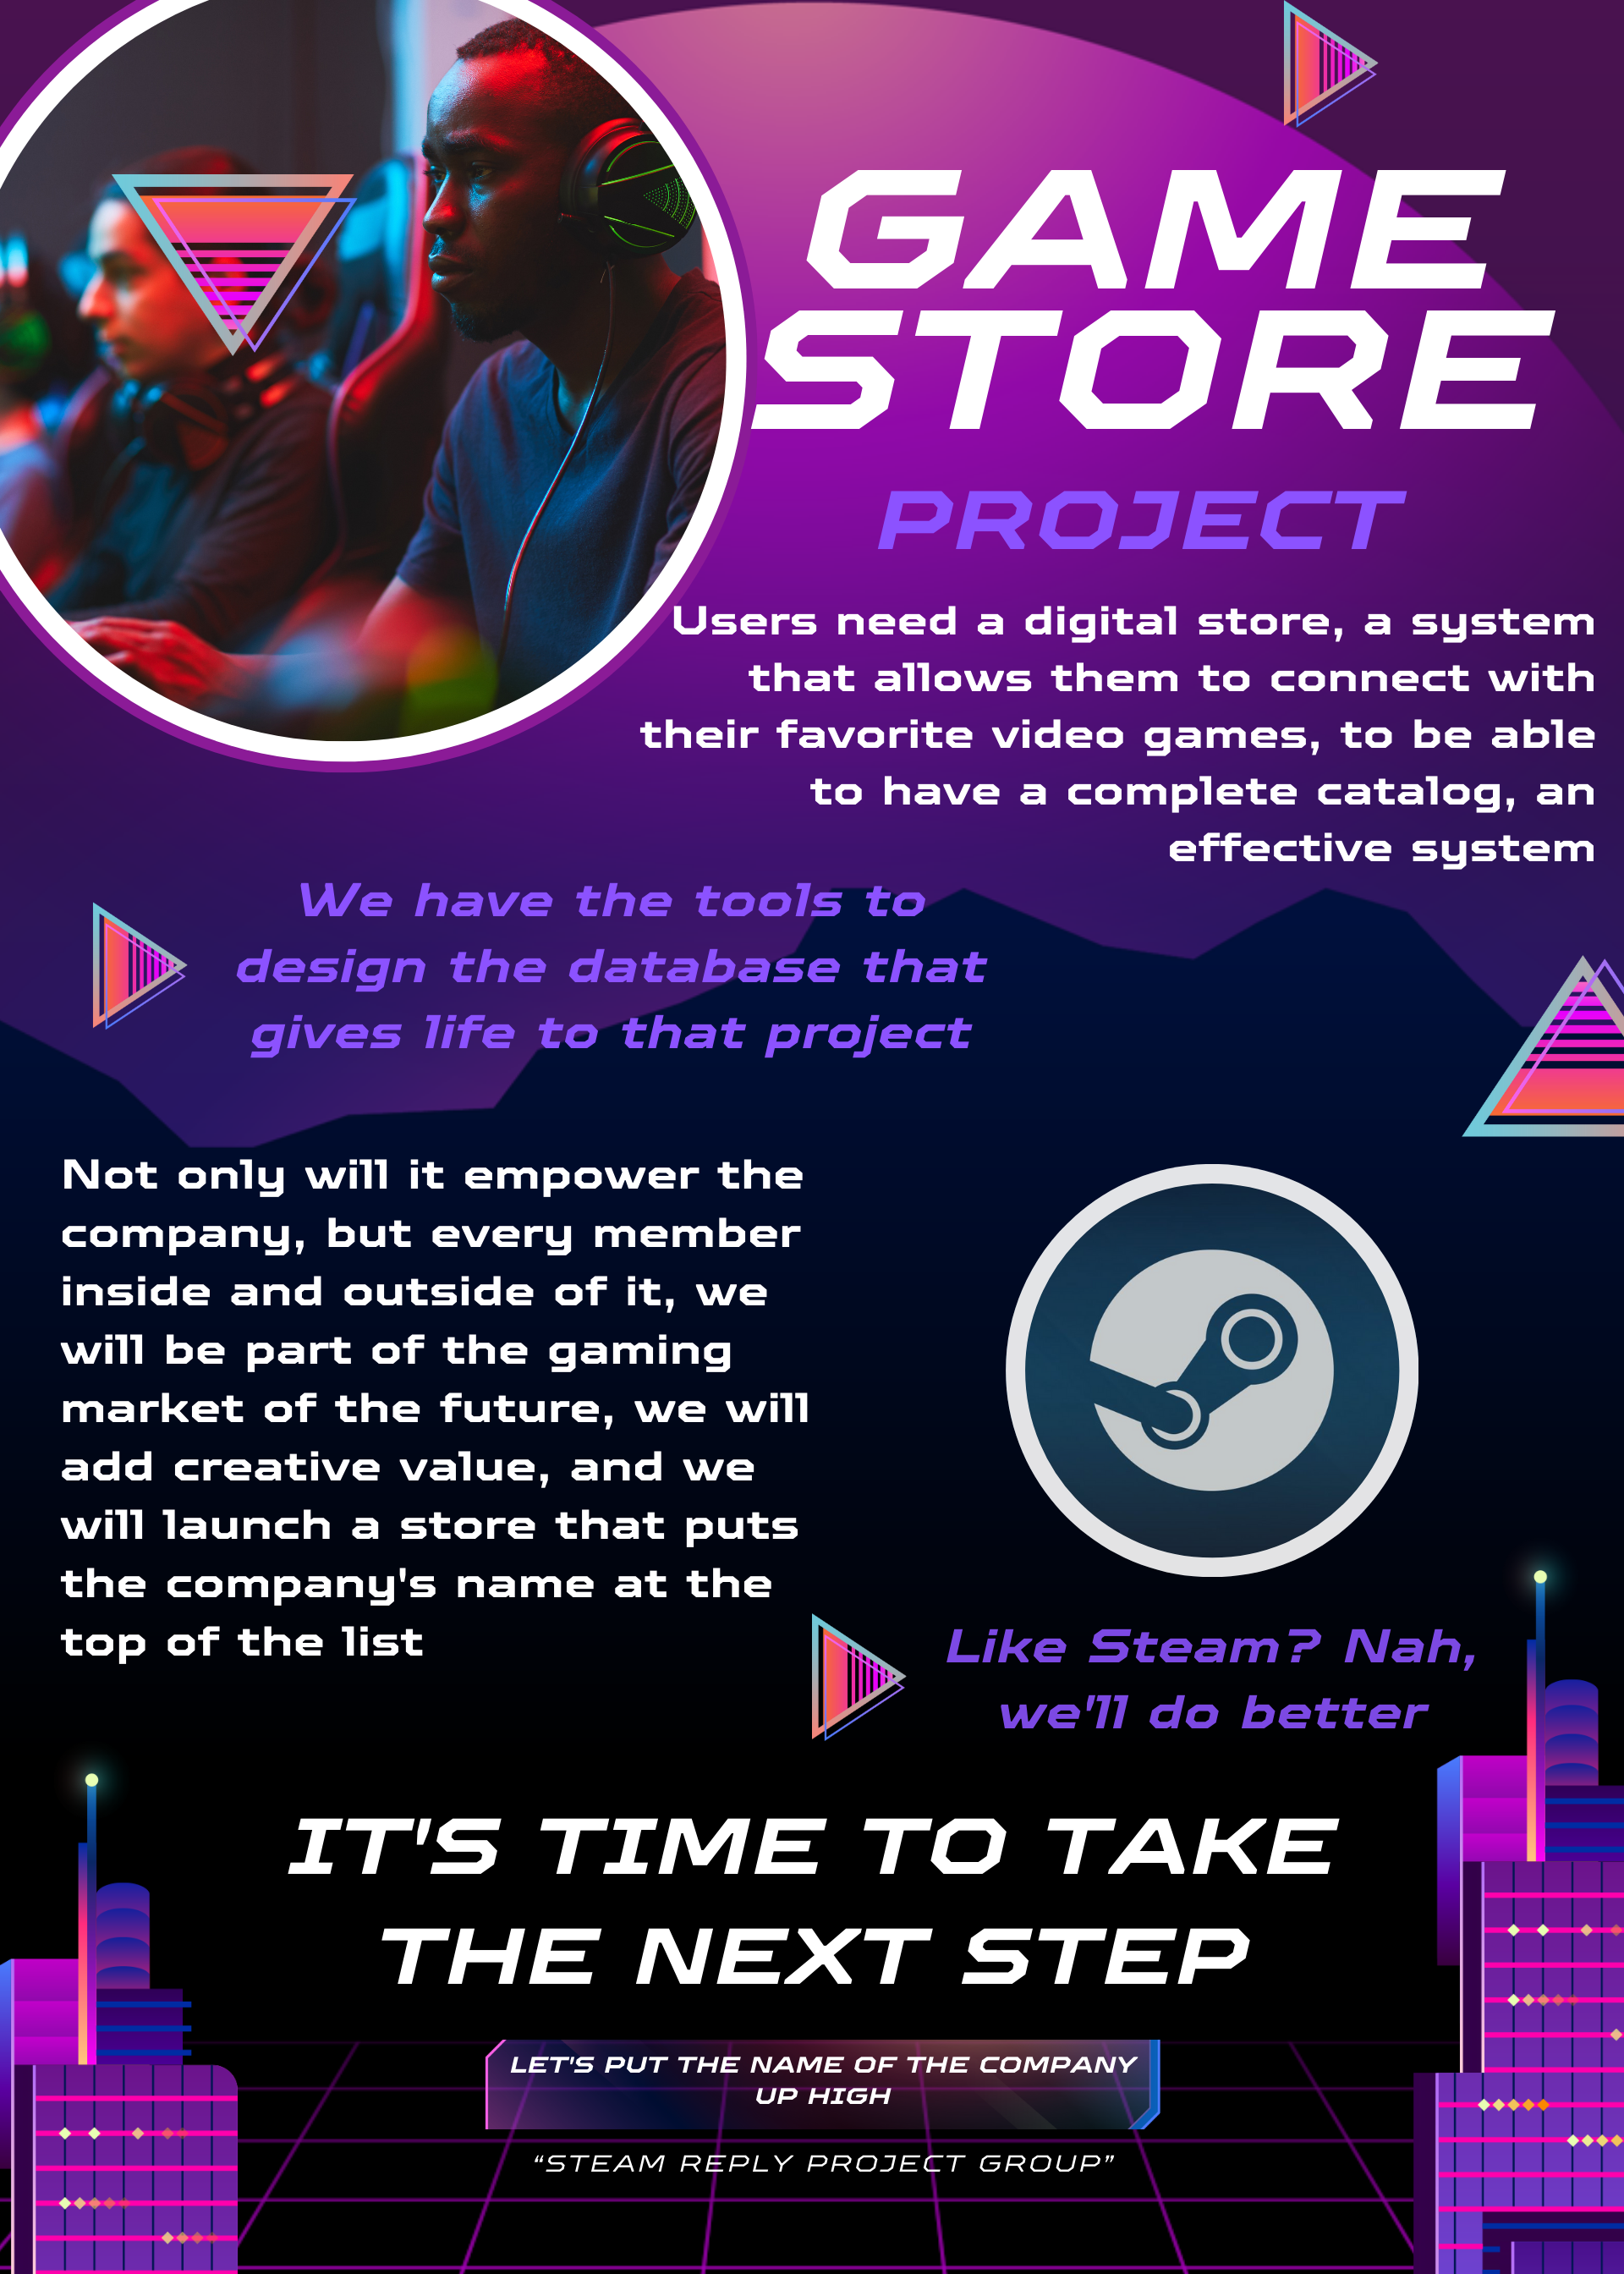 GAME
STORE
PROJECT
Users need a digital store, a system
that allows them to connect with
their favorite video games, to be able
to have a complete catalog, an
effective system
We have the tools to
design the database that
gives life to that project
Not only will it empower the
company, but every member
inside and outside of it, we
will be part of the gaming
market of the future, we will
add creative value, and we
will launch a store that puts
the company's name at the
top of the list
Like Steam? Nah,
we'll do better
IT'S TIME TO TAKE
THE NEXT STEP
LET'S PUT THE NAME OF THE COMPANY
UP HIGH
“STEAM REPLY PROJECT GROUP”